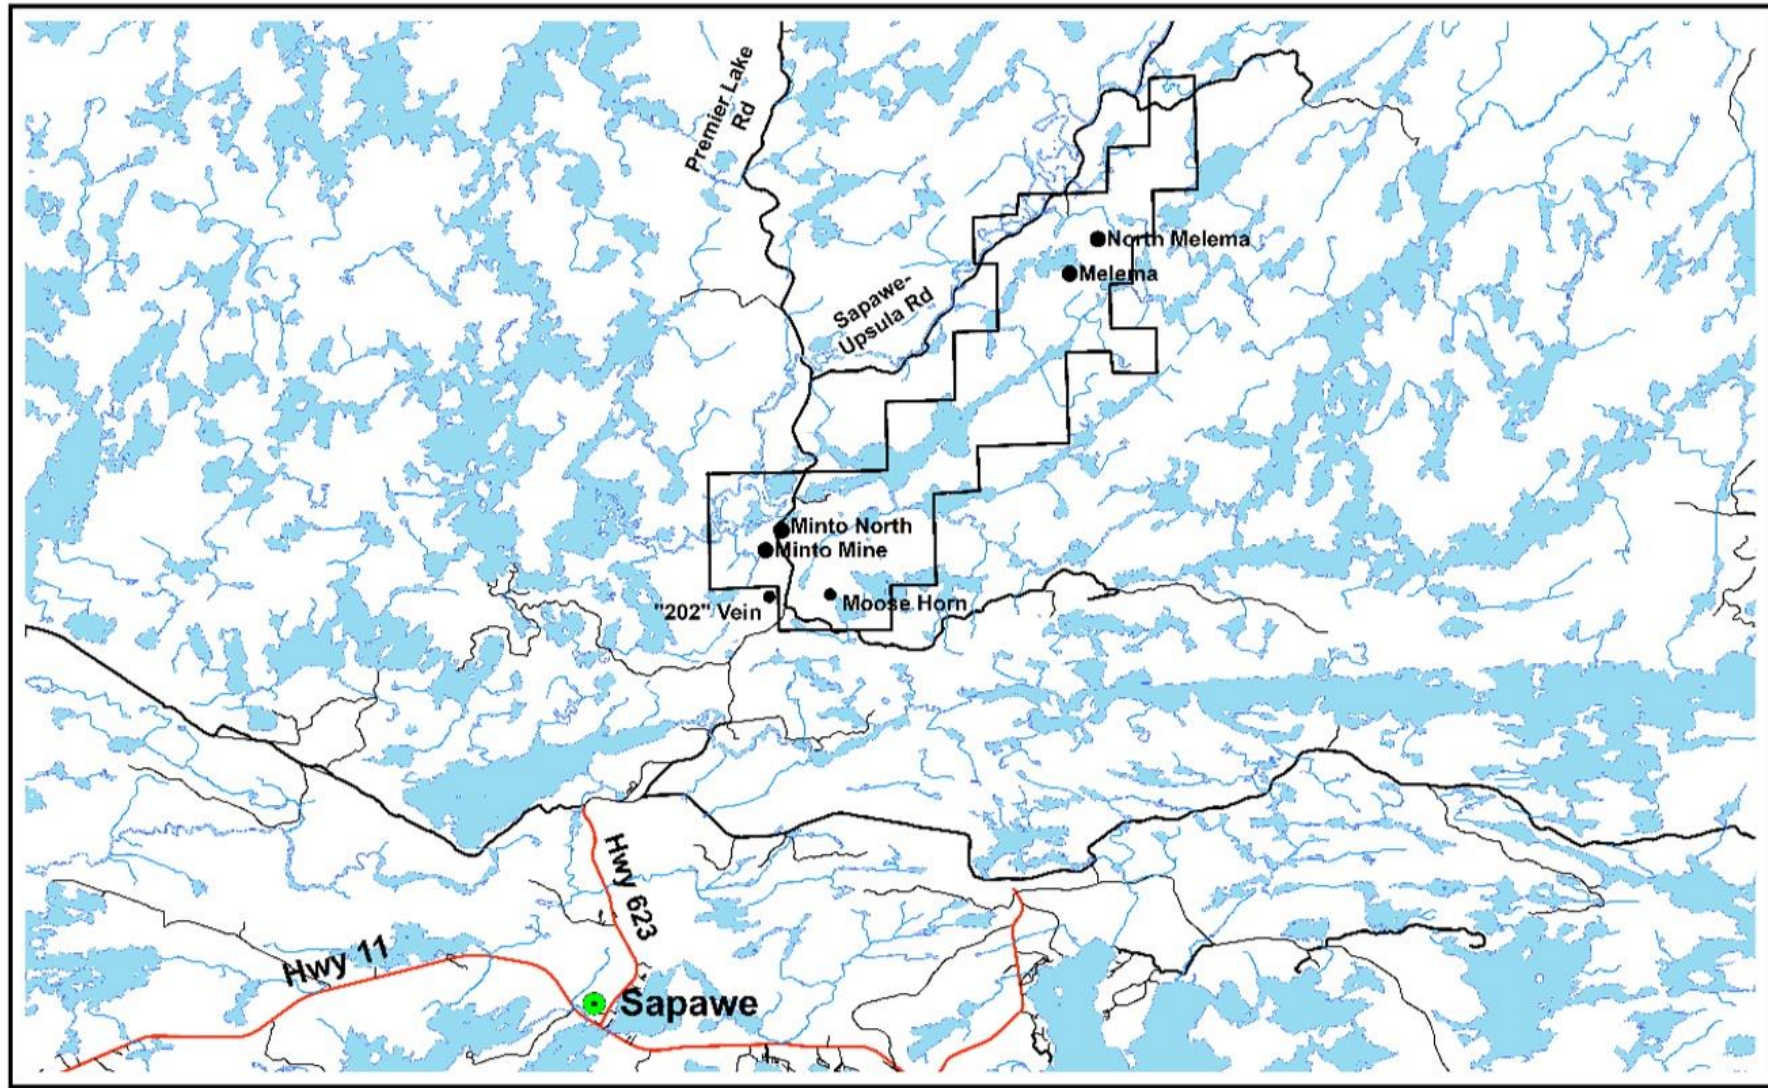 Premier Lake
Rd
North Melema
Melema
Sapawe-
Upsula Rd
Minto North
Minto Mine
"202" Vein
Moose Horn
Hwy 623
Hwy 11
Sapawe